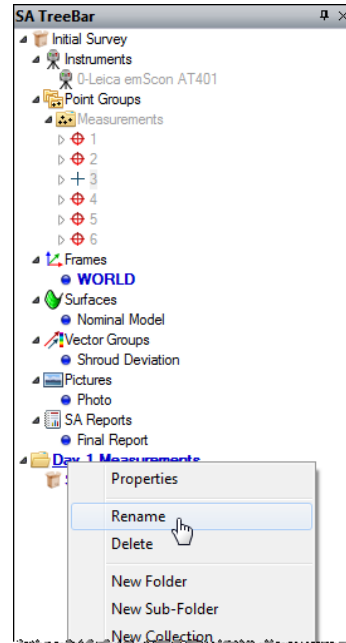 SA TreeBar
Initial Survey
Instruments
0-Leica emScon AT401
Point Groups
Measurements
1
2
3
4
5
6
Frames
WORLD
Surfaces
Nominal Model
Vector Groups
Shroud Deviation
Pictures
Photo
SA Reports
Final Report
Day 1 Measurements
S
Properties
Rename
Delete
New Folder
New Sub-Folder
New Collection